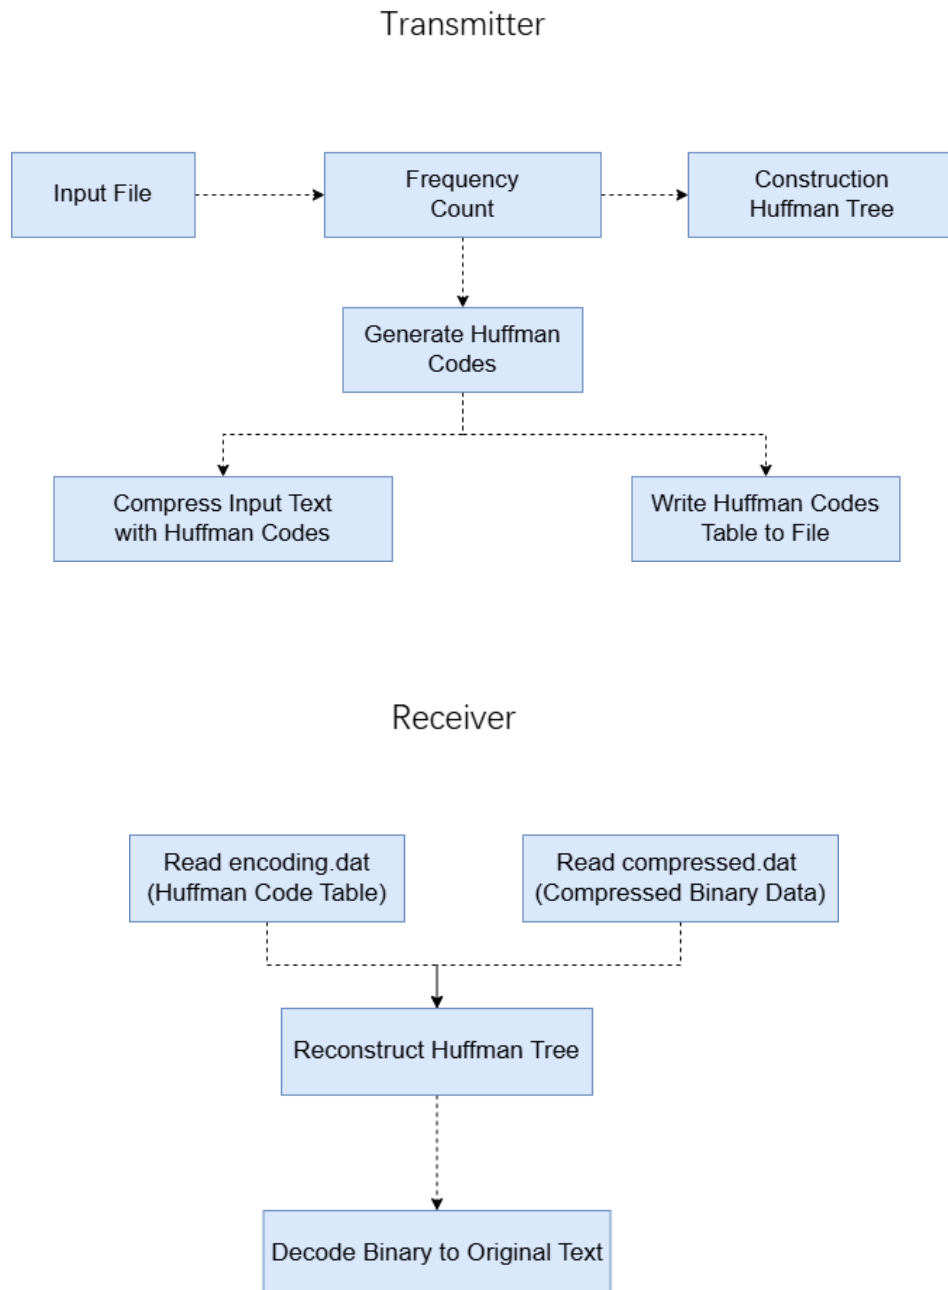 Transmitter
Input File
Frequency
Count
Construction
Huffman Tree
Generate Huffman
Codes
Compress Input Text
with Huffman Codes
Write Huffman Codes
Table to File
Receiver
Read encoding.dat
(Huffman Code Table)
Read compressed.dat
(Compressed Binary Data)
Reconstruct Huffman Tree
Decode Binary to Original Text